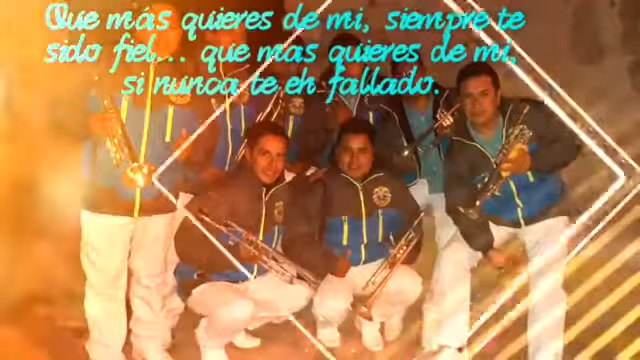 Que más quieres de mi, siempre te
sido fiel... que mas quieres de mi,
si nunca te eh fallado.